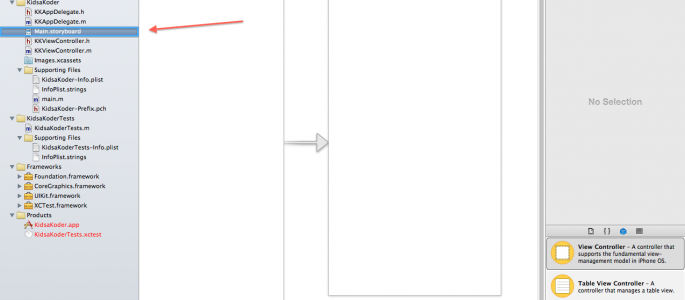 KidsaKoder
KKAppDelegate.h
KKAppDelegate.m
Main.storyboard
KKViewController.h
KKViewController.m
Images.xcassets
Supporting Files
KidsaKoder-Info.plist
InfoPlist.strings
main.m
KidsaKoder-Prefix.pch
KidsaKoderTests
KidsaKoderTests.m
Supporting Files
KidsaKoderTests-Info.plist
InfoPlist.strings
Frameworks
Foundation.framework
CoreGraphics.framework
UIKit.framework
XCTest.framework
Products
KidsaKoder.app
KidsaKoderTests.xctest
No Selection
{ }
View Controller – A controller that
supports the fundamental view-
management model in iPhone OS.
Table View Controller – A
controller that manages a table view.